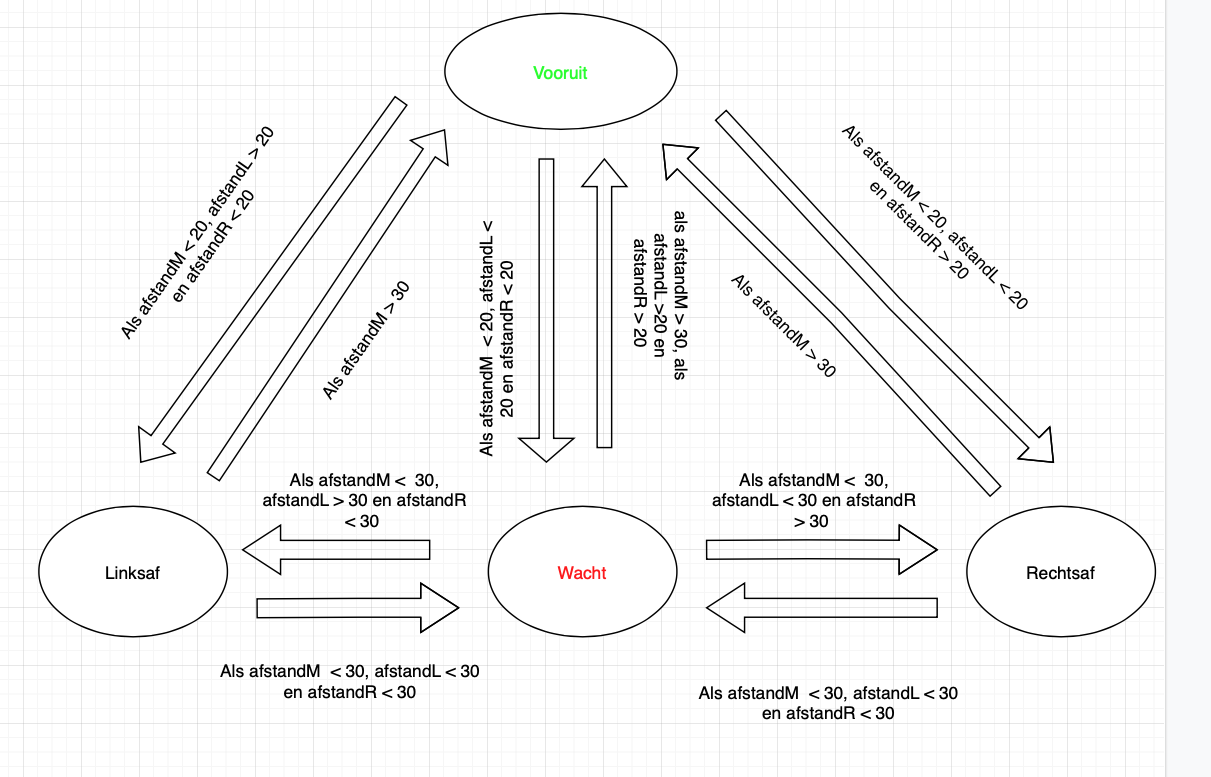 Vooruit
Als afstandM < 20, afstandL > 20
en afstandR < 20
Als afstandM > 30
Als afstandM  < 20, afstandL <
20 en afstandR < 20
als afstandM > 30, als
afstandL >20 en
afstandR > 20
Als afstandM > 30
Als afstandM < 20, afstandL < 20
en afstandR > 20
Als afstandM <  30,
afstandL > 30 en afstandR
< 30
Als afstandM <  30,
afstandL < 30 en afstandR
> 30
Linksaf
Wacht
Rechtsaf
Als afstandM  < 30, afstandL < 30
en afstandR < 30
Als afstandM  < 30, afstandL < 30
en afstandR < 30